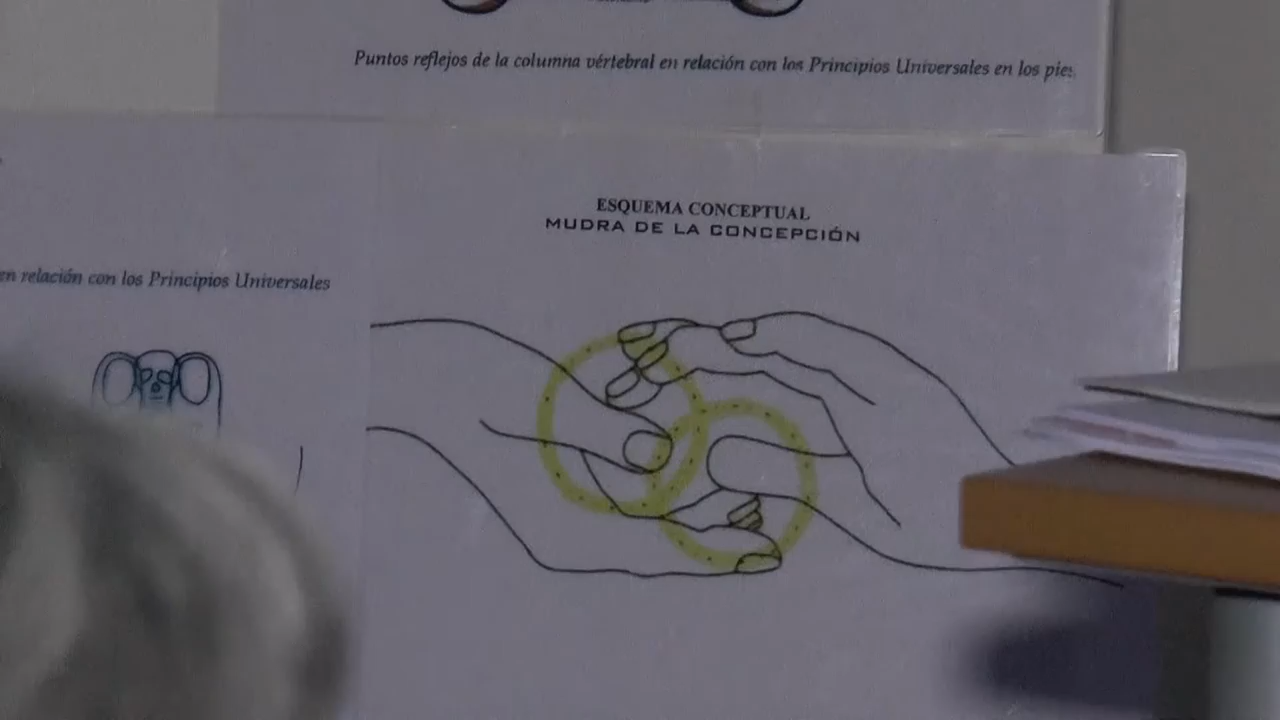 Puntos reflejos de la columna vértebral en relación con los Principios Universales en los pies.
ESQUEMA CONCEPTUAL
MUDRA DE LA CONCEPCIÓN
en relación con los Principios Universales